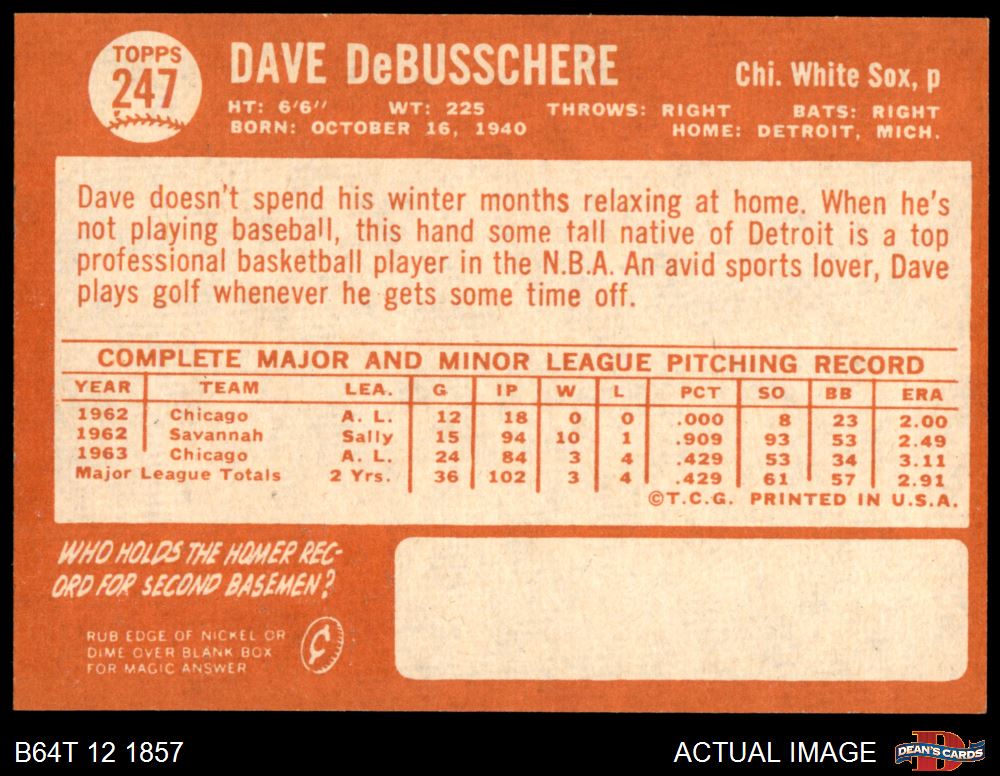 TOPPS
247
DAVE DeBUSSCHERE
Chi. White Sox, p
HT: 6'6" WT: 225 THROWS: RIGHT BATS: RIGHT
BORN: OCTOBER 16, 1940 HOME: DETROIT, MICH.
Dave doesn't spend his winter months relaxing at home. When he's
not playing baseball, this hand some tall native of Detroit is a top
professional basketball player in the N.B.A. An avid sports lover, Dave
plays golf whenever he gets some time off.
COMPLETE MAJOR AND MINOR LEAGUE PITCHING RECORD
YEAR TEAM LEA. G IP W L PCT SO BB ERA
1962 Chicago A. L. 12 18 0 0 .000 8 23 2.00
1962 Savannah Sally 15 94 10 1 .909 93 53 2.49
1963 Chicago A. L. 24 84 3 4 .429 53 34 3.11
Major League Totals 2 Yrs. 36 102 3 4 .429 61 57 2.91
©T.C.G. PRINTED IN U.S.A.
WHO HOLDS THE HOMER REC-
ORD FOR SECOND BASEMEN?
RUB EDGE OF NICKEL OR
DIME OVER BLANK BOX
FOR MAGIC ANSWER
¢
B64T 12 1857
ACTUAL IMAGE
DEAN'S CARDS